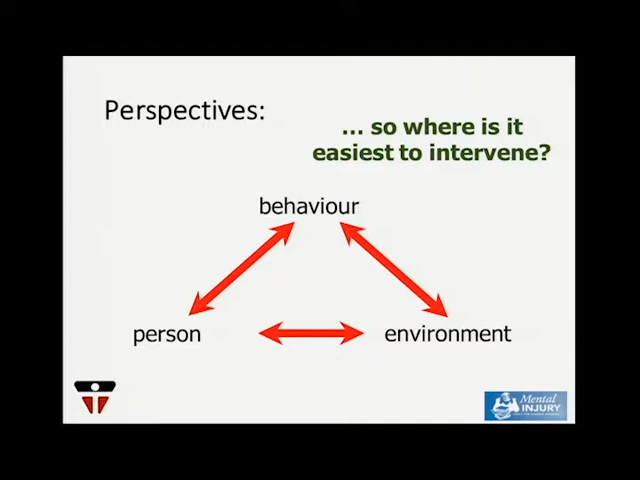 Perspectives:
... so where is it
easiest to intervene?
behaviour
person
environment
Mental
INJURY